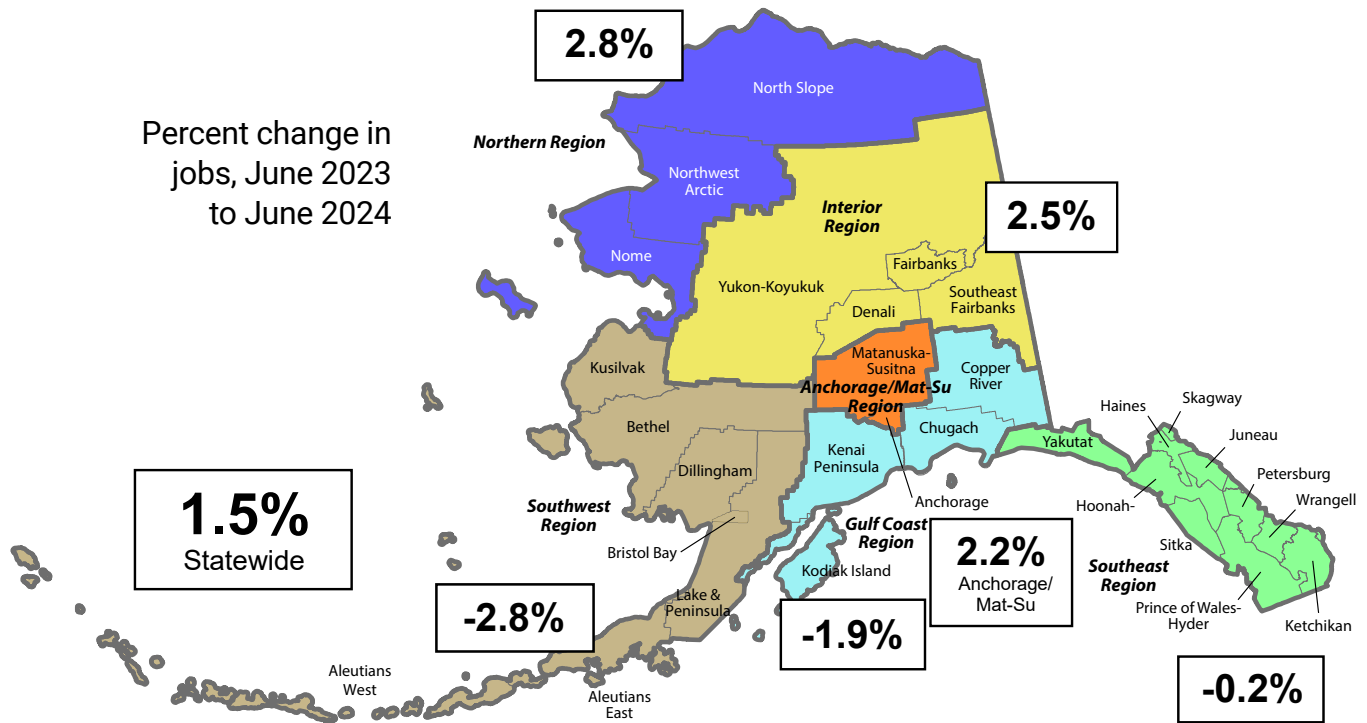 2.8%
North Slope
Percent change in
jobs, June 2023
to June 2024
Northern Region
Northwest
Arctic
Interior
Region
2.5%
Nome
Fairbanks
Yukon-Koyukuk
Southeast
Fairbanks
Denali
Kusilvak
Matanuska-
Susitna
Anchorage/Mat-Su
Region
Copper
River
Bethel
Chugach
Yakutat
Haines
Skagway
Juneau
Kenai
Peninsula
Dillingham
Petersburg
Wrangell
Hoonah-
Anchorage
1.5%
Statewide
Southwest
Region
Bristol Bay
Gulf Coast
Region
Kodiak Island
2.2%
Anchorage/
Mat-Su
Sitka
Southeast
Region
Prince of Wales-
Hyder
Ketchikan
Lake &
Peninsula
-2.8%
-1.9%
-0.2%
Aleutians
West
Aleutians
East